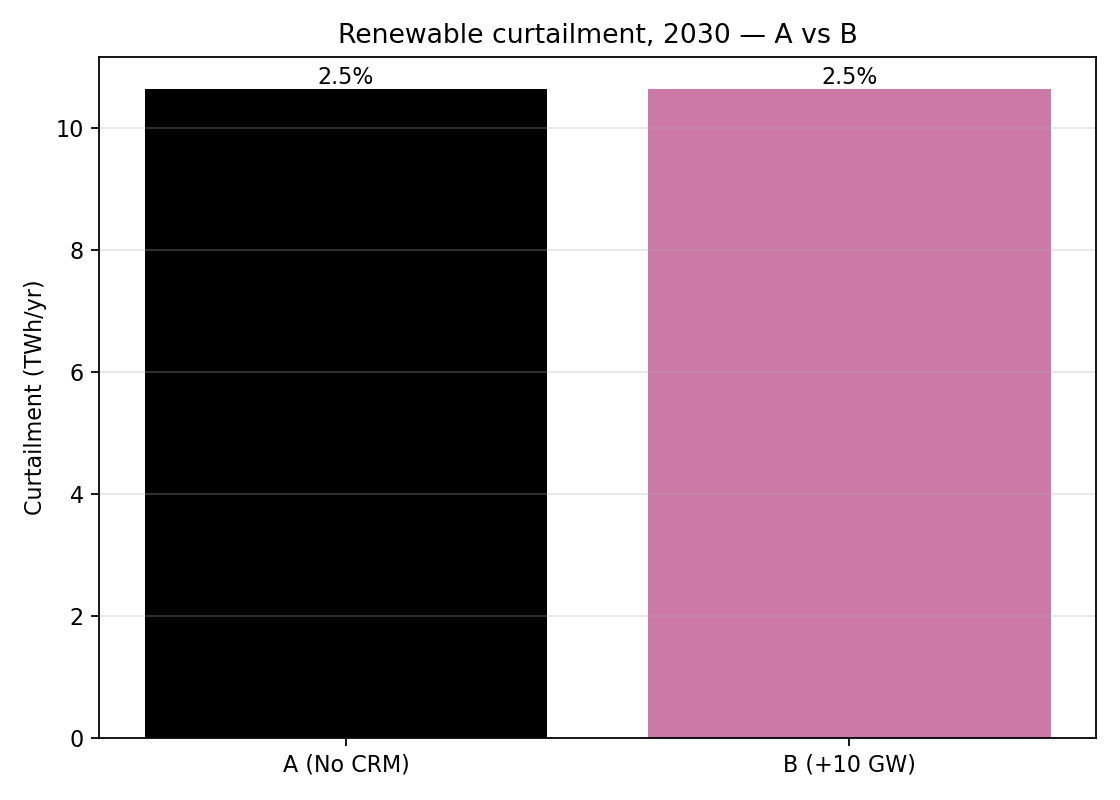 Renewable curtailment, 2030 — A vs B
2.5%
2.5%
Curtailment (TWh/yr)
10
8
6
4
2
0
A (No CRM)
B (+10 GW)